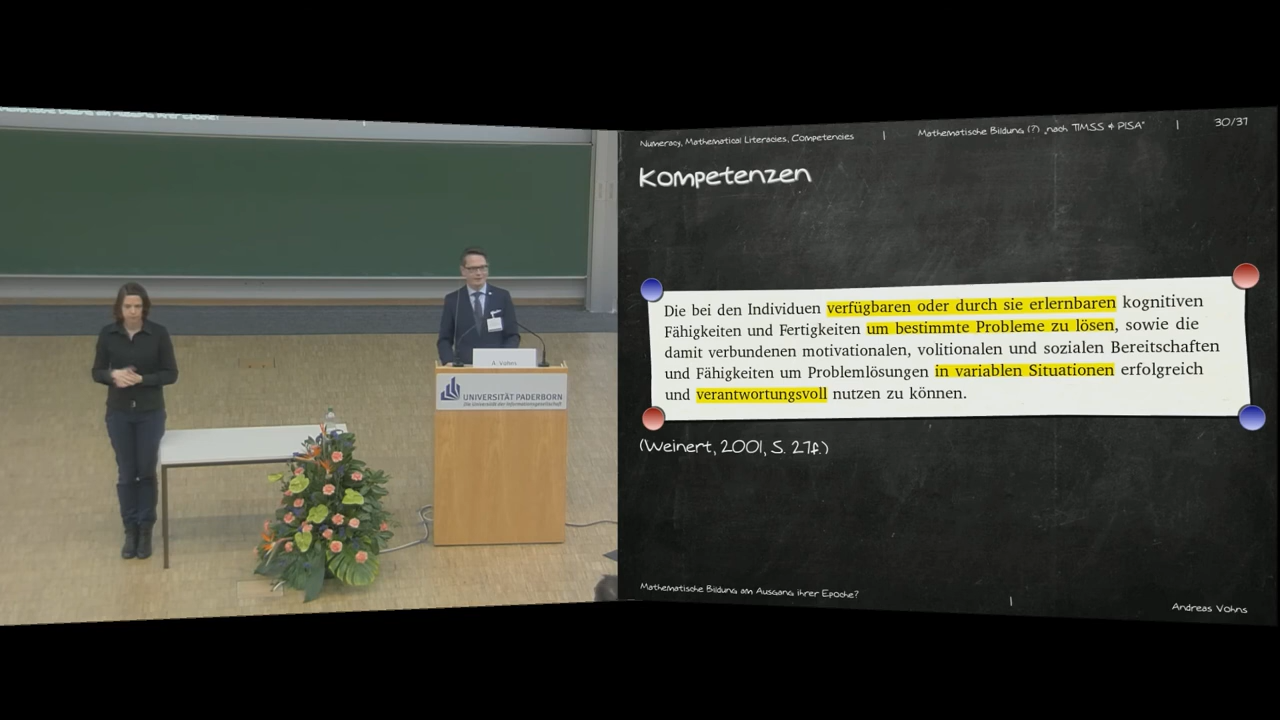 Numeracy, Mathematical Literacies, Competencies | Mathematische Bildung (?) „nach TIMSS & PISA" | 30/31
Kompetenzen
Die bei den Individuen verfügbaren oder durch sie erlernbaren kognitiven
Fähigkeiten und Fertigkeiten um bestimmte Probleme zu lösen, sowie die
damit verbundenen motivationalen, volitionalen und sozialen Bereitschaften
und Fähigkeiten um Problemlösungen in variablen Situationen erfolgreich
und verantwortungsvoll nutzen zu können.
(Weinert, 2001, S. 27f.)
Mathematische Bildung am Ausgang ihrer Epoche? | Andreas Vohns
A. Vohns
UNIVERSITÄT PADERBORN
Die Universität der Informationsgesellschaft